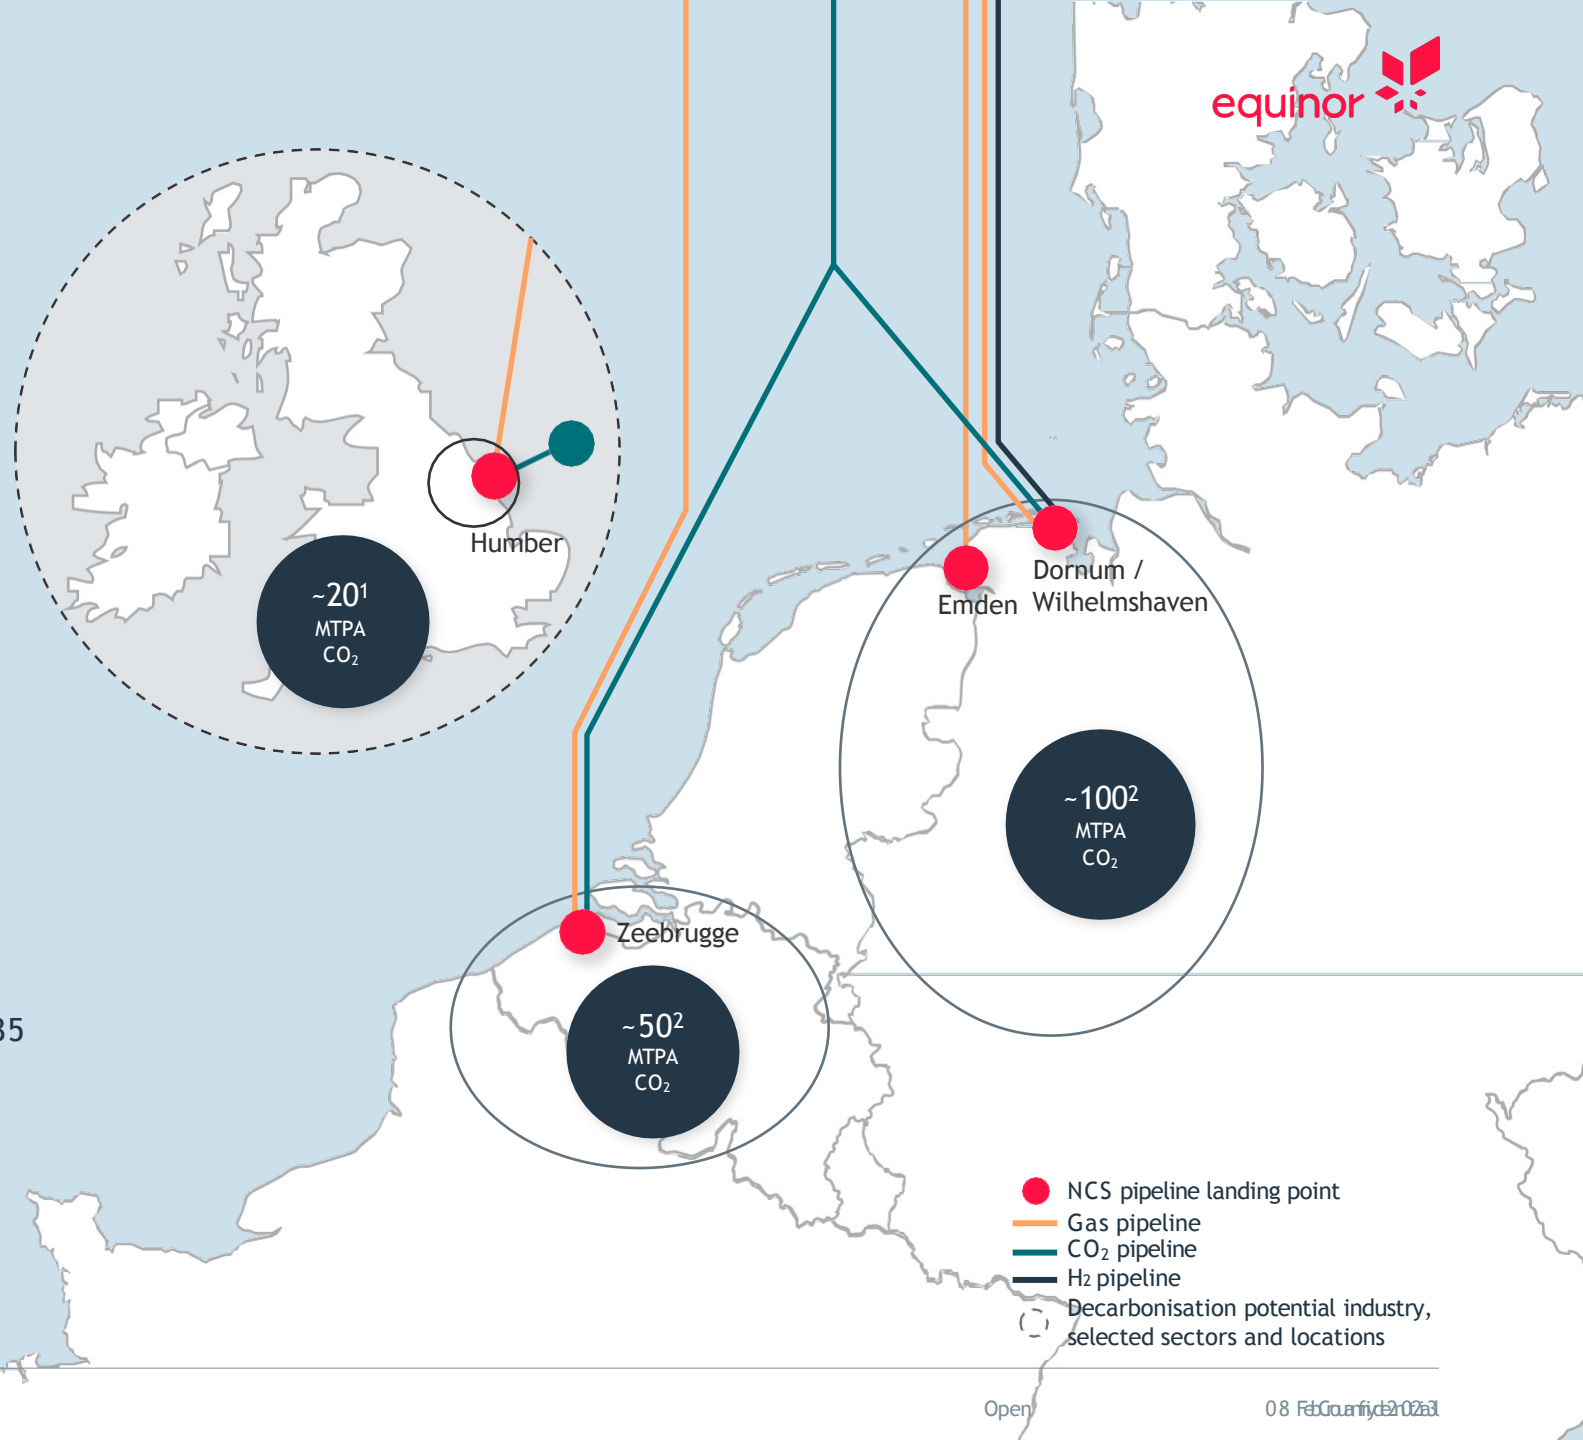 equinor
Humber
~20¹
MTPA
CO₂
Dornum /
Wilhelmshaven
Emden
~100²
MTPA
CO₂
Zeebrugge
~50²
MTPA
CO₂
35
NCS pipeline landing point
Gas pipeline
CO₂ pipeline
H₂ pipeline
Decarbonisation potential industry,
selected sectors and locations
Open
08